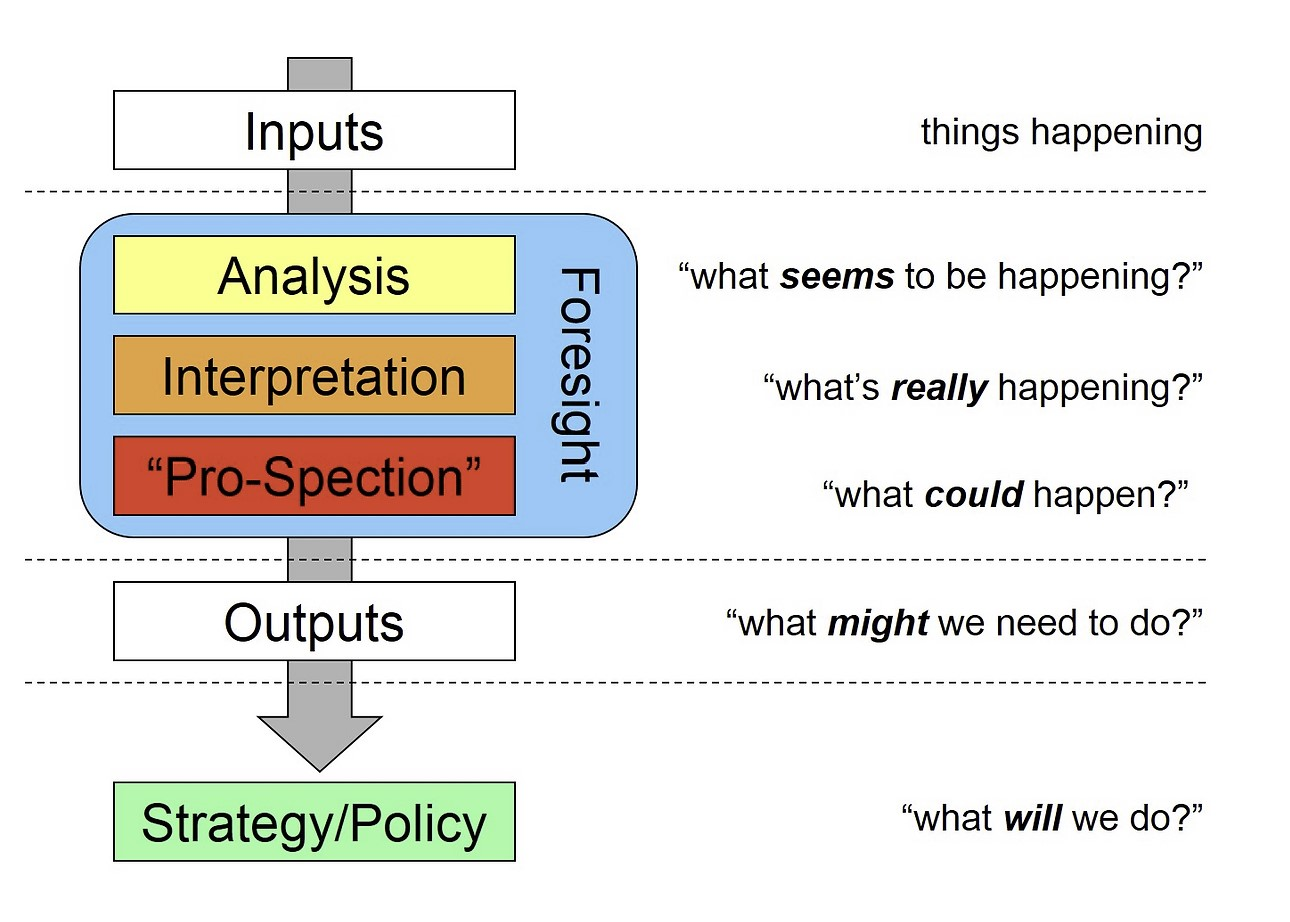 Inputs
things happening
Analysis
“what seems to be happening?”
Interpretation
“what’s really happening?”
“Pro-Spection”
“what could happen?”
Foresight
Outputs
“what might we need to do?”
Strategy/Policy
“what will we do?”